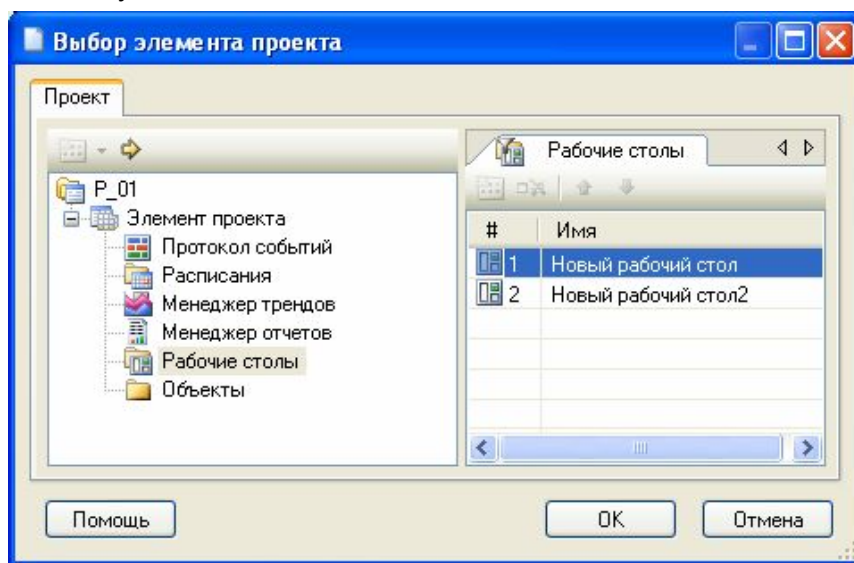 Выбор элемента проекта
Проект
P_01
Элемент проекта
Протокол событий
Расписания
Менеджер трендов
Менеджер отчетов
Рабочие столы
Объекты
Рабочие столы
# Имя
1 Новый рабочий стол
2 Новый рабочий стол2
Помощь
OK
Отмена